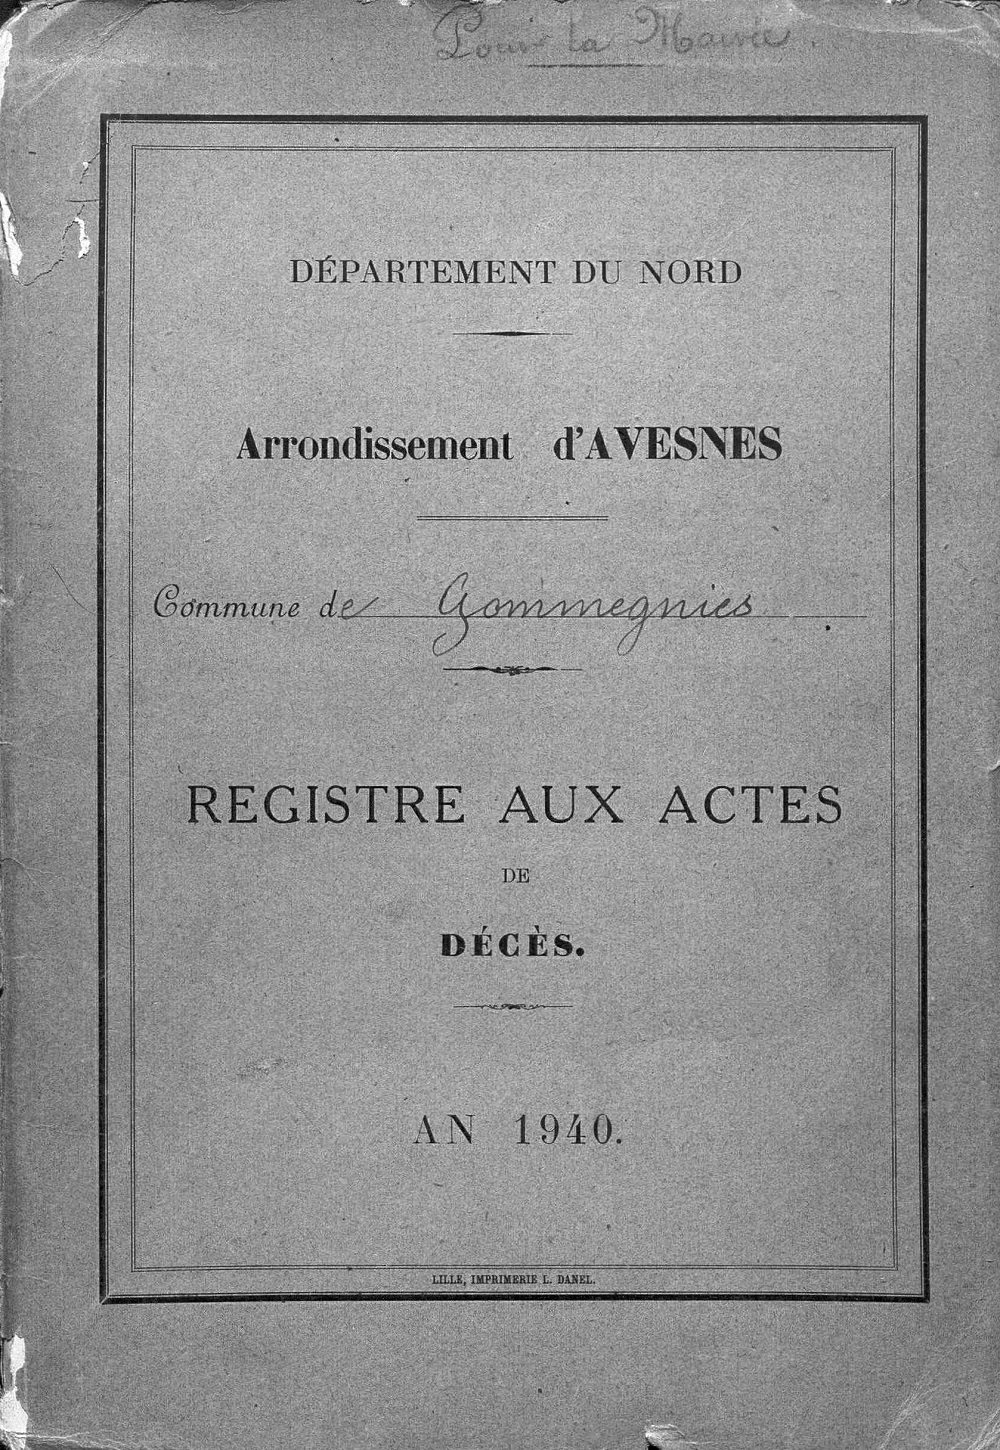 Pour la Mairie.
DÉPARTEMENT DU NORD
Arrondissement d'AVESNES
Commune de Gommegnies
REGISTRE AUX ACTES
DE
DÉCÈS.
AN 1940.
LILLE, IMPRIMERIE L. DANEL.